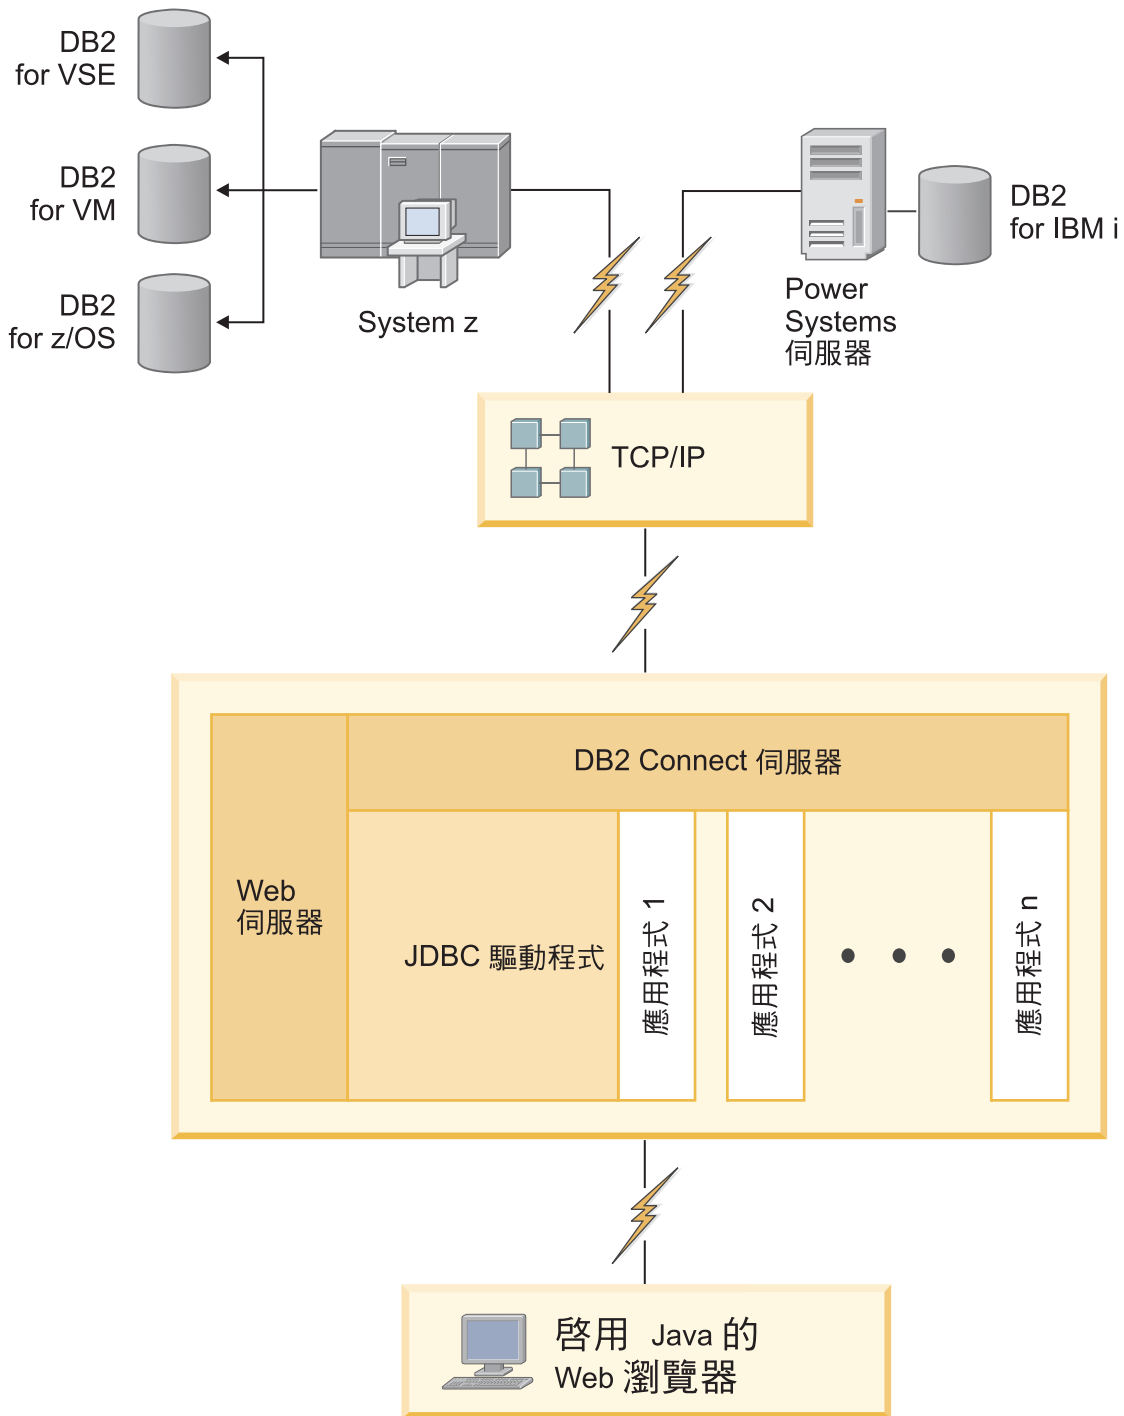 DB2
for VSE
DB2
for VM
DB2
for z/OS
System z
Power
Systems
伺服器
DB2
for IBM i
TCP/IP
DB2 Connect 伺服器
Web
伺服器
JDBC 驅動程式
應用程式 1
應用程式 2
應用程式 n
啓用 Java 的
Web 瀏覽器